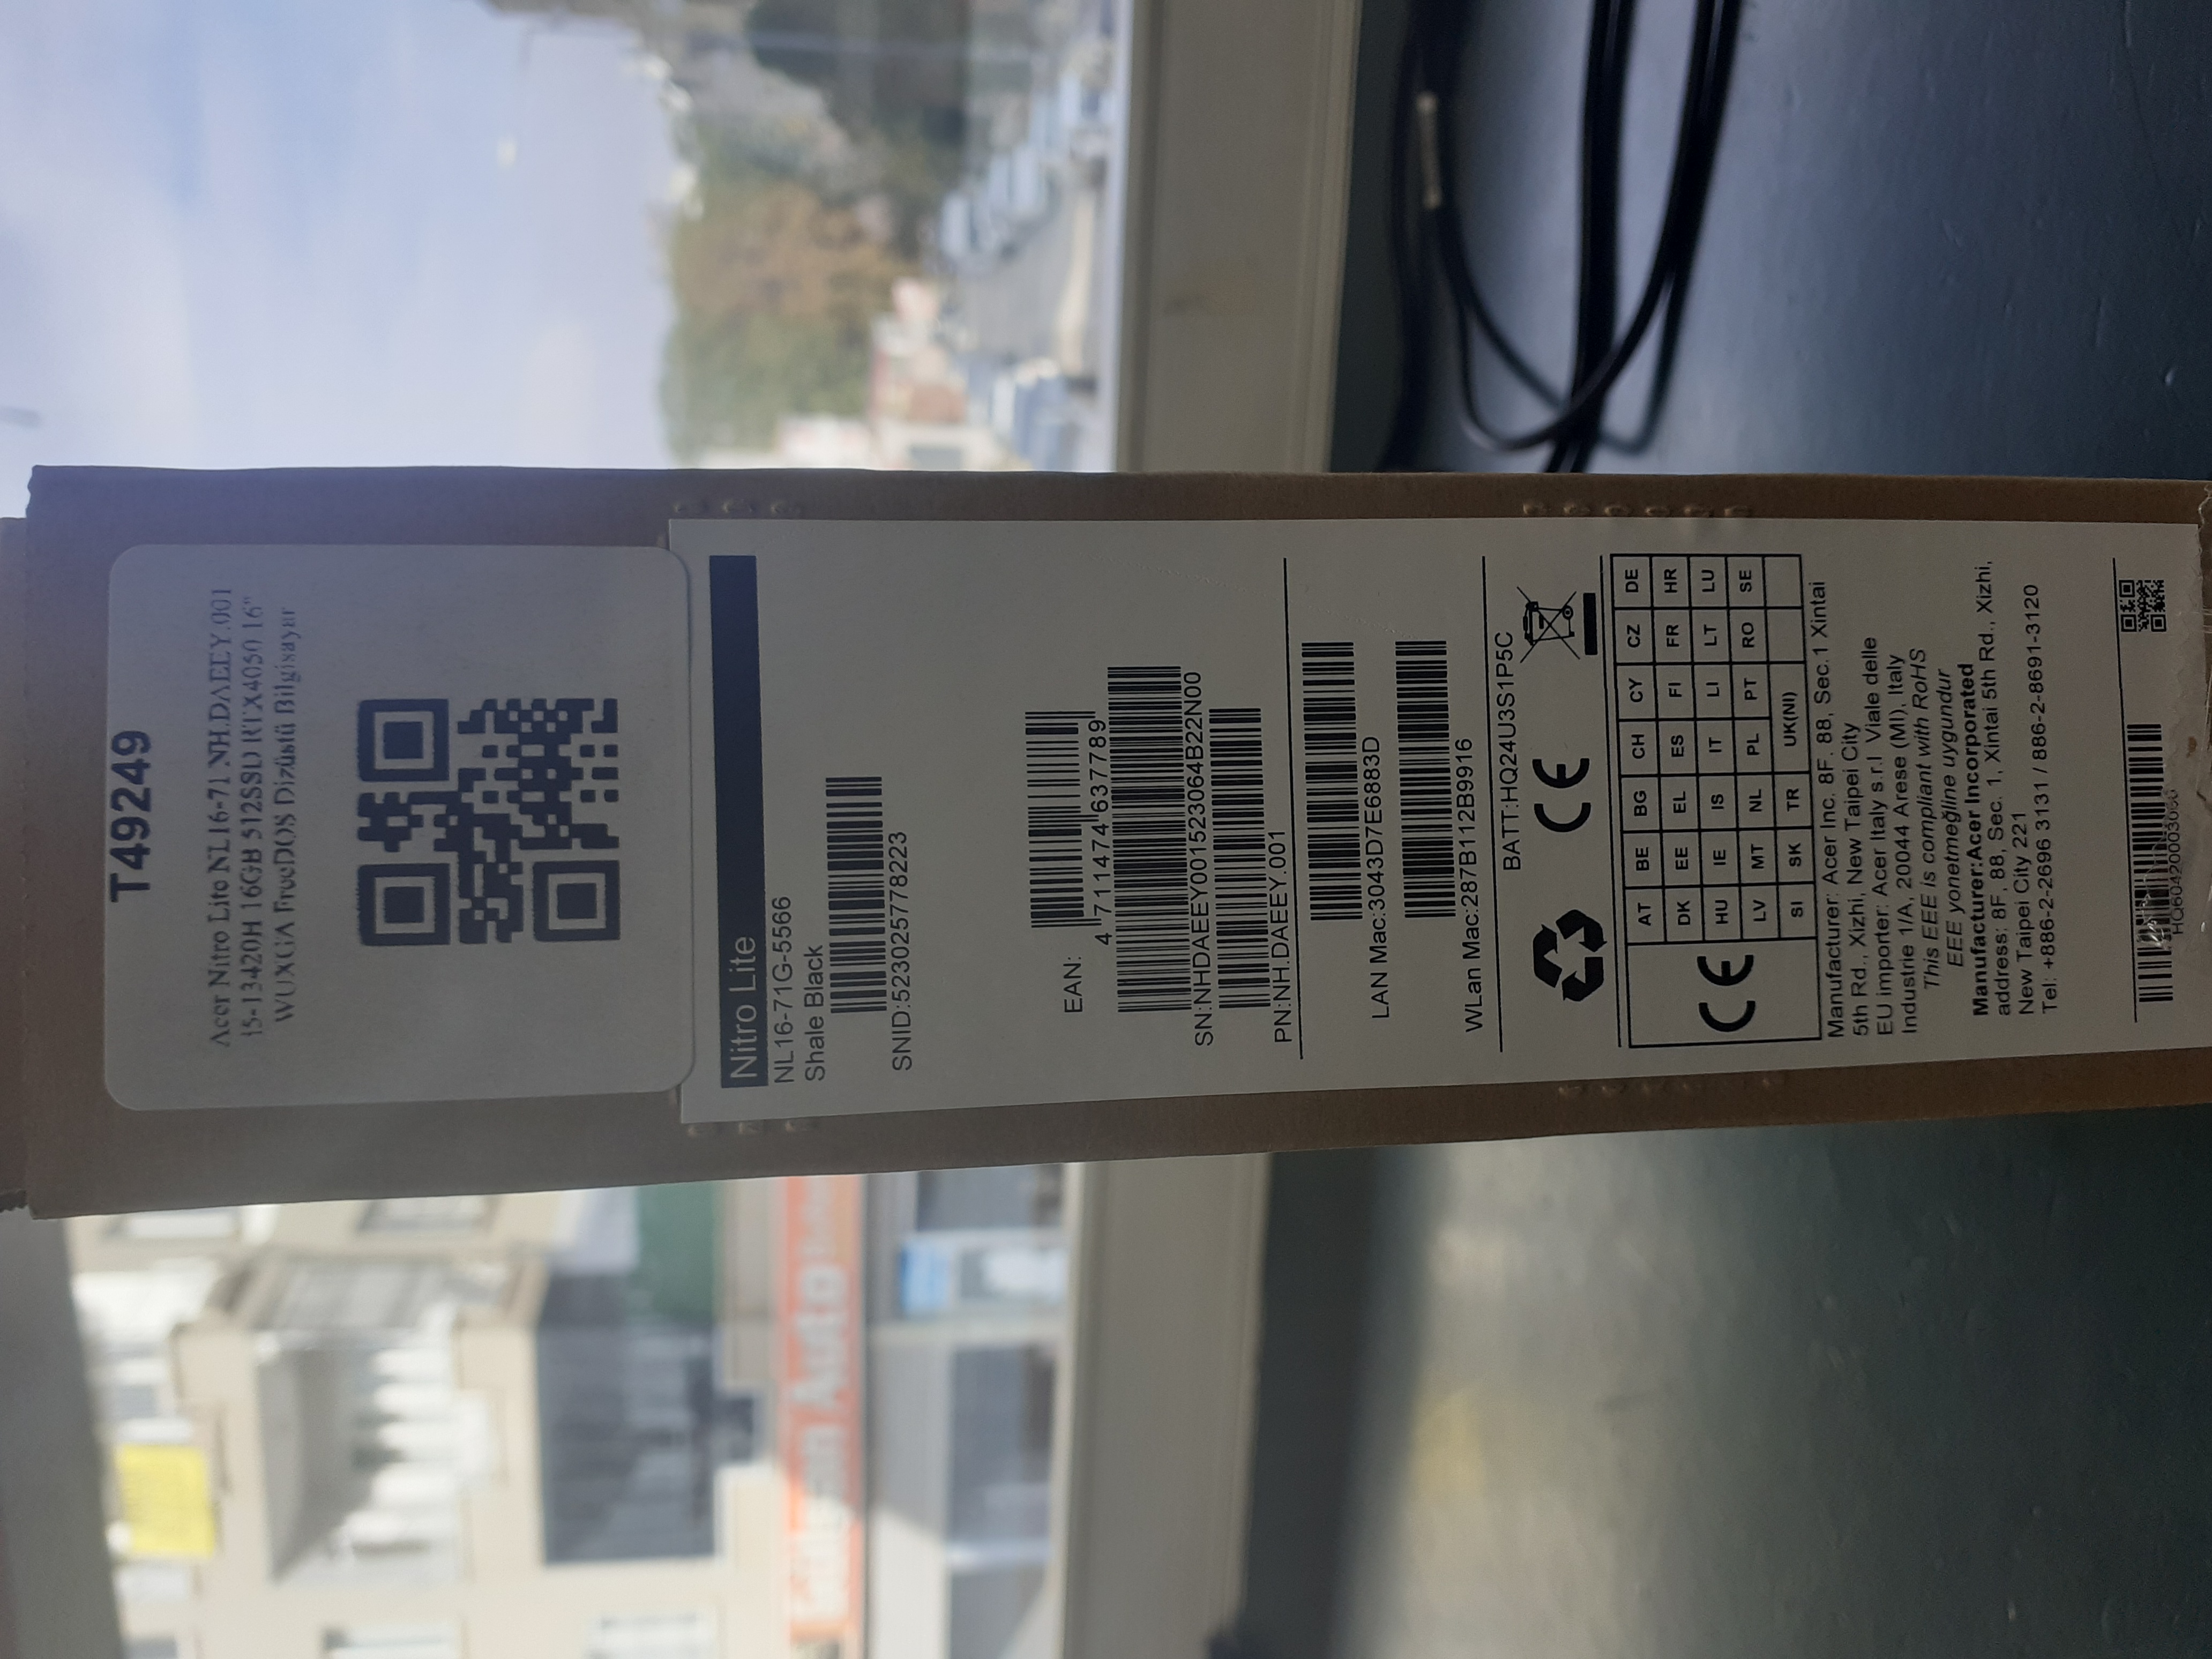 T49249
Acer Nitro Lite NL16-71 NH.DAEEY.001
i5-13420H 16GB 512SSD RTX4050 16"
WUXGA FreeDOS Dizüstü Bilgisayar
Nitro Lite
NL16-71G-5566
Shale Black
SNID:523025778223
EAN:
4 711474 637789
SN:NHDAEEY001523064B22N00
PN:NH.DAEEY.001
LAN Mac:3043D7E6883D
WLan Mac:287B112B9916
BATT:HQ24U3S1P5C
CE
CE
AT BE BG CH CY CZ DE
DK EE EL ES FI FR HR
HU IE IS IT LI LT LU
LV MT NL PL PT RO SE
SI SK TR UK(NI)
Manufacturer: Acer Inc, 8F. 88, Sec.1 Xintai
5th Rd., Xizhi, New Taipei City
EU importer: Acer Italy s.r.l Viale delle
Industrie 1/A, 20044 Arese (MI), Italy
This EEE is compliant with RoHS
EEE yonetmeğline uygundur
Manufacturer:Acer Incorporated
address: 8F, 88, Sec. 1, Xintai 5th Rd., Xizhi,
New Taipei City 221
Tel: +886-2-2696 3131 / 886-2-8691-3120
Auto